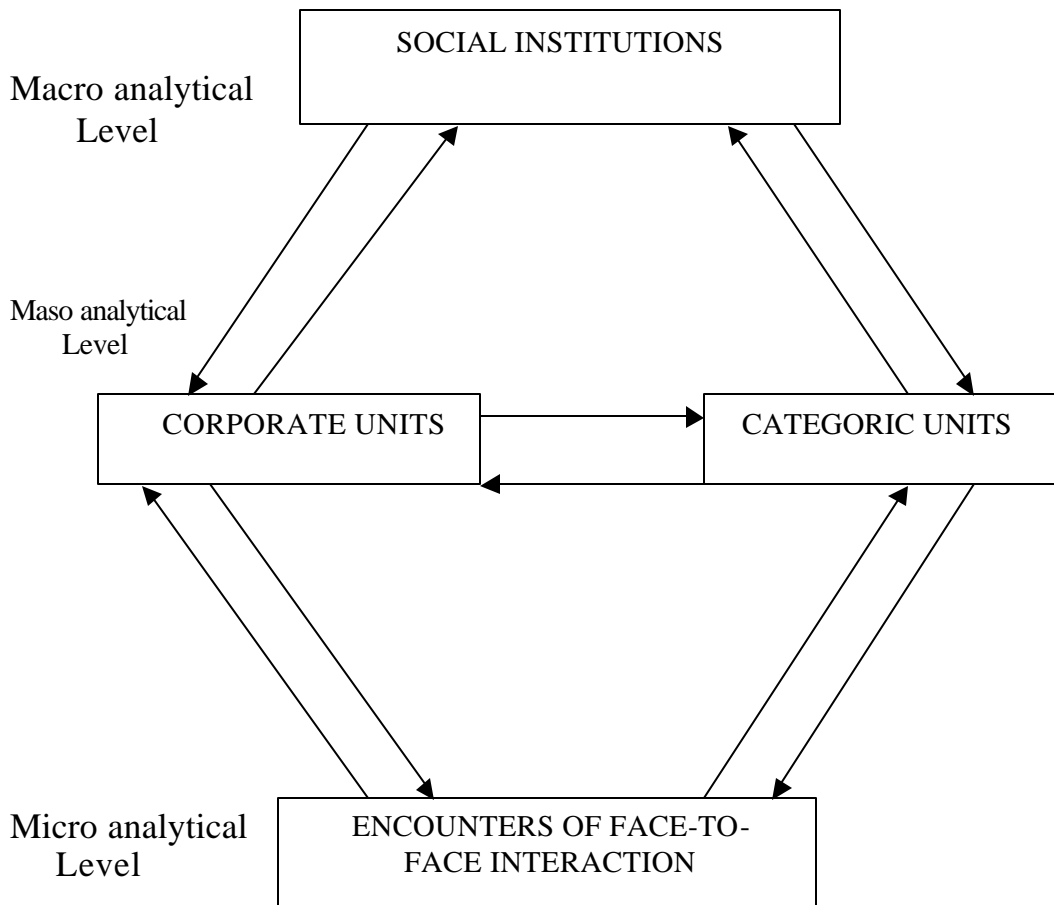 SOCIAL INSTITUTIONS
Macro analytical
Level
Maso analytical
Level
CORPORATE UNITS
CATEGORIC UNITS
Micro analytical
Level
ENCOUNTERS OF FACE-TO-
FACE INTERACTION